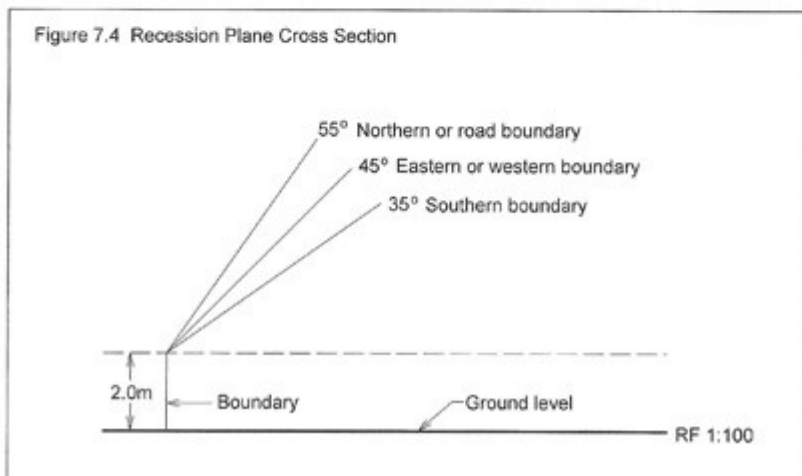 Figure 7.4 Recession Plane Cross Section
55° Northern or road boundary
45° Eastern or western boundary
35° Southern boundary
2.0m
Boundary
Ground level
RF 1:100